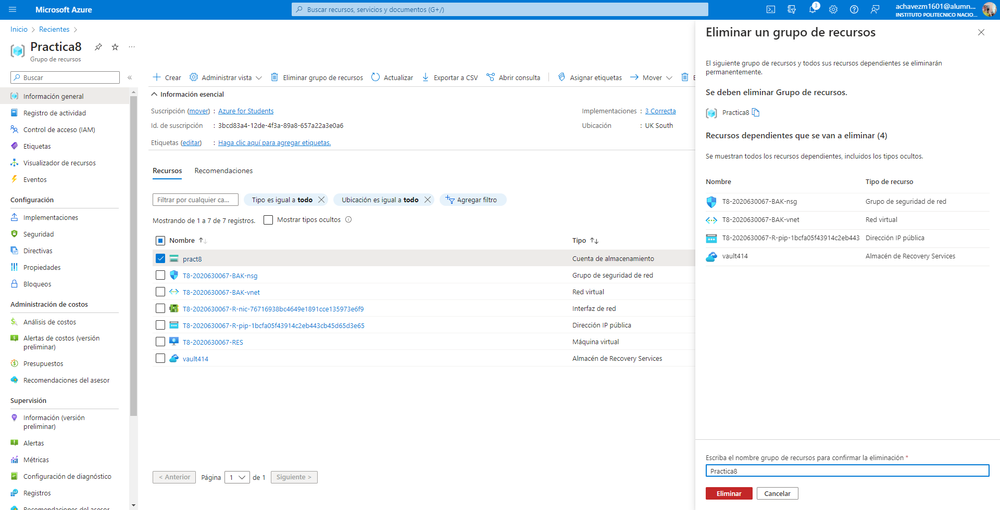 Microsoft Azure
Buscar recursos, servicios y documentos (G+/)
3
achavezm1601@alumn...
INSTITUTO POLITECNICO NACIO...
Inicio
Recientes
Practica8
Grupo de recursos
Buscar
Información general
Registro de actividad
Control de acceso (IAM)
Etiquetas
Visualizador de recursos
Eventos
Configuración
Implementaciones
Seguridad
Directivas
Propiedades
Bloqueos
Administración de costos
Análisis de costos
Alertas de costos (versión
preliminar)
Presupuestos
Recomendaciones del asesor
Supervisión
Información (versión
preliminar)
Alertas
Métricas
Configuración de diagnóstico
Registros
Recomendaciones del asesor
Crear
Administrar vista
Eliminar grupo de recursos
Actualizar
Exportar a CSV
Abrir consulta
Asignar etiquetas
Mover
Información esencial
Suscripción (mover) : Azure for Students
Id. de suscripción : 3bcd83a4-12de-4f3a-89a8-657a22a3e0a6
Etiquetas (editar) : Haga clic aquí para agregar etiquetas.
Implementaciones : 3 Correcta
Ubicación : UK South
Recursos Recomendaciones
Filtrar por cualquier ca... Tipo es igual a todo Ubicación es igual a todo Agregar filtro
Mostrando de 1 a 7 de 7 registros. Mostrar tipos ocultos
Nombre Tipo
pract8 Cuenta de almacenamiento
T8-2020630067-BAK-nsg Grupo de seguridad de red
T8-2020630067-BAK-vnet Red virtual
T8-2020630067-R-nic-76716938bc4649e1891cce135973e6f9 Interfaz de red
T8-2020630067-R-pip-1bcfa05f43914c2eb443cb45d65d3e65 Dirección IP pública
T8-2020630067-RES Máquina virtual
vault414 Almacén de Recovery Services
< Anterior Página 1 de 1 Siguiente >
Eliminar un grupo de recursos
El siguiente grupo de recursos y todos sus recursos dependientes se eliminarán
permanentemente.
Se deben eliminar Grupo de recursos.
Practica8
Recursos dependientes que se van a eliminar (4)
Se muestran todos los recursos dependientes, incluidos los tipos ocultos.
Nombre Tipo de recurso
T8-2020630067-BAK-nsg Grupo de seguridad de red
T8-2020630067-BAK-vnet Red virtual
T8-2020630067-R-pip-1bcfa05f43914c2eb443 Dirección IP pública
vault414 Almacén de Recovery Services
Escriba el nombre grupo de recursos para confirmar la eliminación *
Practica8
Eliminar Cancelar